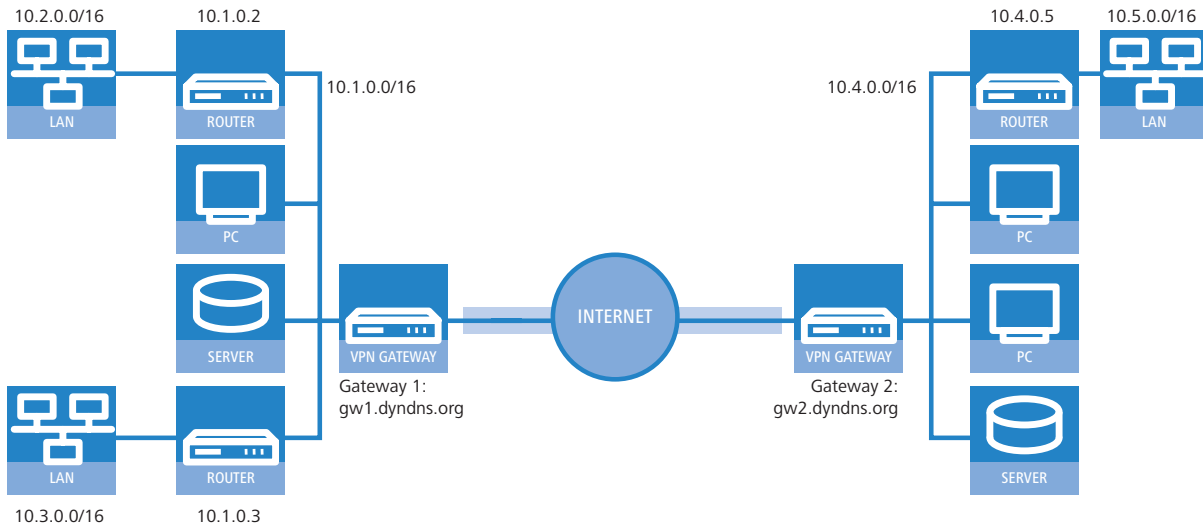 10.2.0.0/16
10.1.0.2
10.4.0.5
10.5.0.0/16
10.1.0.0/16
10.4.0.0/16
LAN
ROUTER
ROUTER
LAN
PC
PC
INTERNET
SERVER
VPN GATEWAY
VPN GATEWAY
PC
Gateway 1:
gw1.dyndns.org
Gateway 2:
gw2.dyndns.org
LAN
ROUTER
SERVER
10.3.0.0/16
10.1.0.3